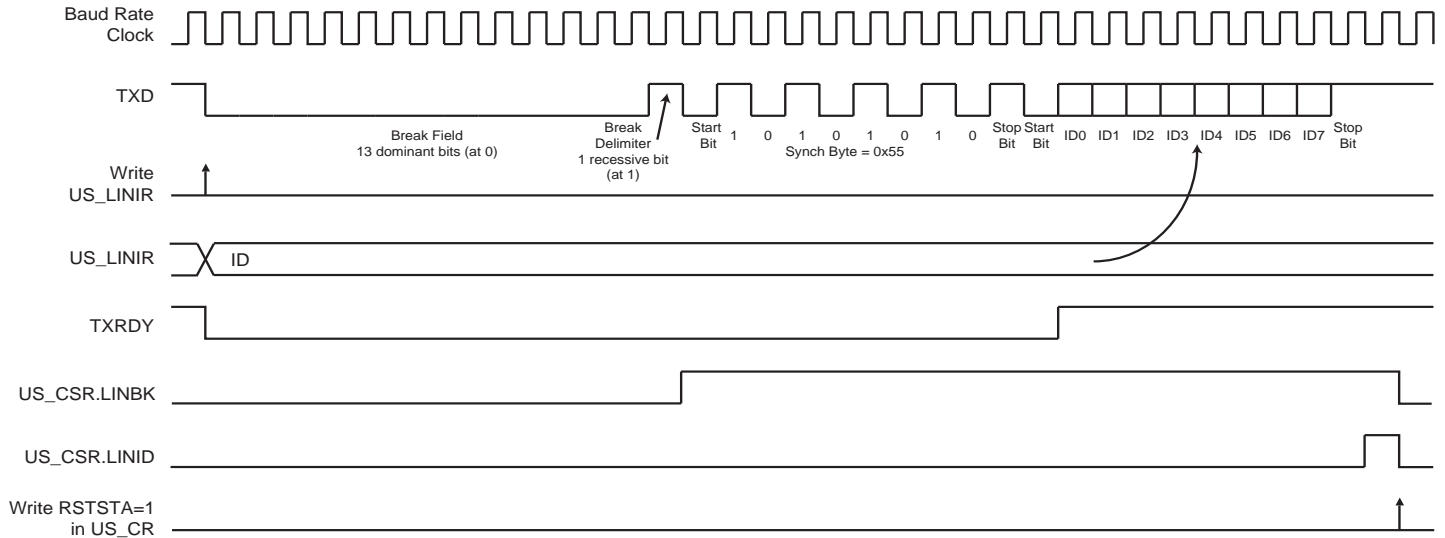 Baud Rate
Clock
TXD
Break Field
13 dominant bits (at 0)
Break
Delimiter
1 recessive bit
(at 1)
Start
Bit
1 0 1 0 1 0 1 0
Synch Byte = 0x55
Stop
Bit
Start
Bit
ID0 ID1 ID2 ID3 ID4 ID5 ID6 ID7
Stop
Bit
Write
US_LINIR
US_LINIR
ID
TXRDY
US_CSR.LINBK
US_CSR.LINID
Write RSTSTA=1
in US_CR